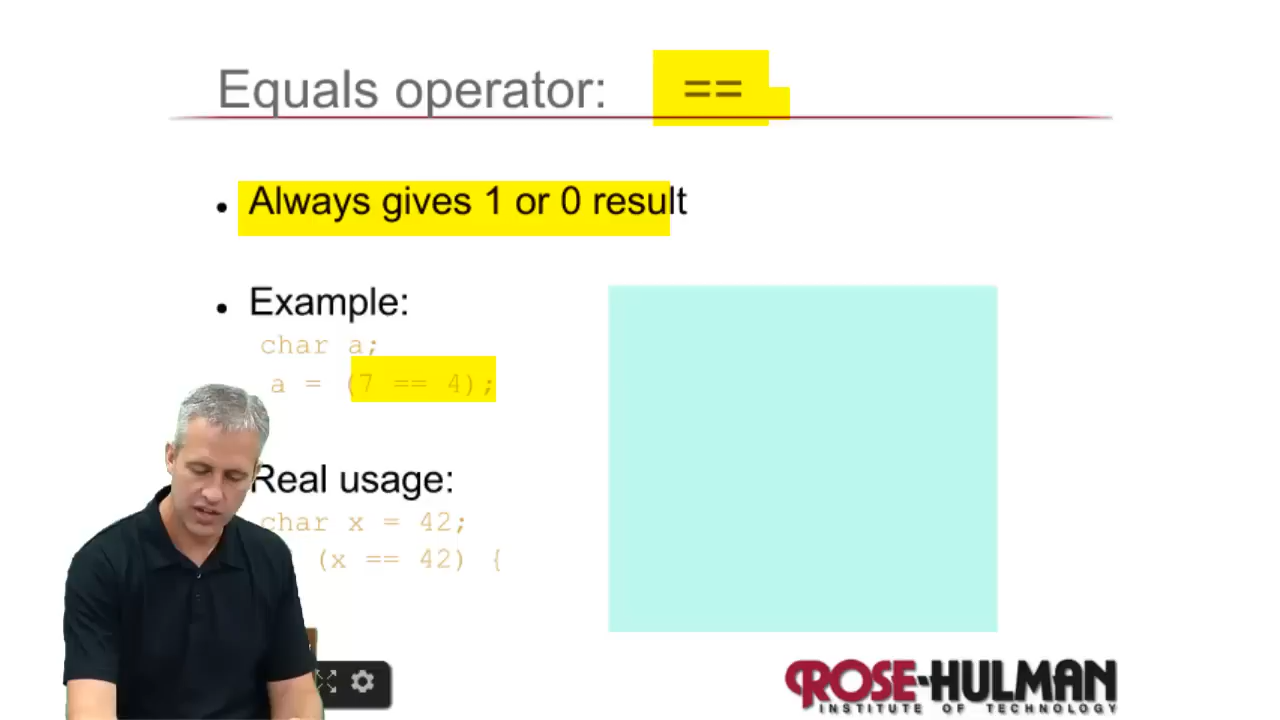 Equals operator: ==
• Always gives 1 or 0 result
• Example:
char a;
a = (7 == 4);
Real usage:
char x = 42;
(x == 42) {
ROSE-HULMAN
INSTITUTE OF TECHNOLOGY